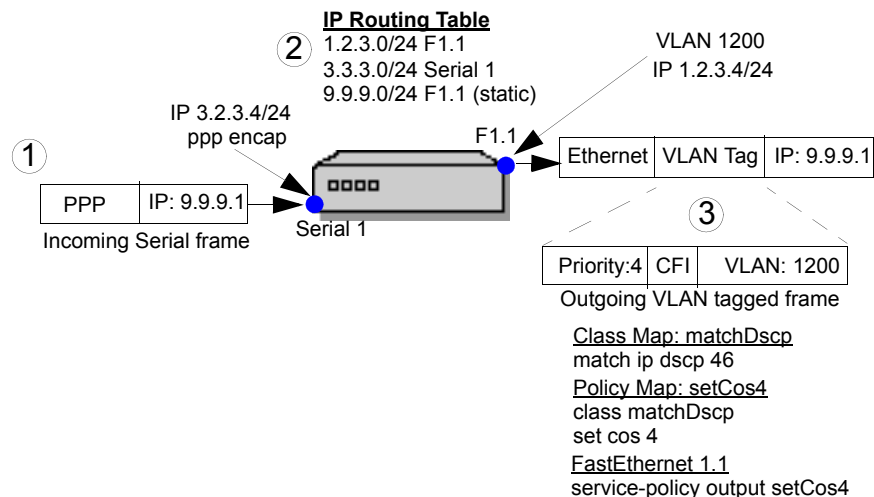 IP Routing Table
1.2.3.0/24 F1.1
3.3.3.0/24 Serial 1
9.9.9.0/24 F1.1 (static)
2
VLAN 1200
IP 1.2.3.4/24
IP 3.2.3.4/24
ppp encap
F1.1
1
Ethernet VLAN Tag IP: 9.9.9.1
PPP IP: 9.9.9.1
Serial 1
Incoming Serial frame
3
Priority:4 CFI VLAN: 1200
Outgoing VLAN tagged frame
Class Map: matchDscp
match ip dscp 46
Policy Map: setCos4
class matchDscp
set cos 4
FastEthernet 1.1
service-policy output setCos4